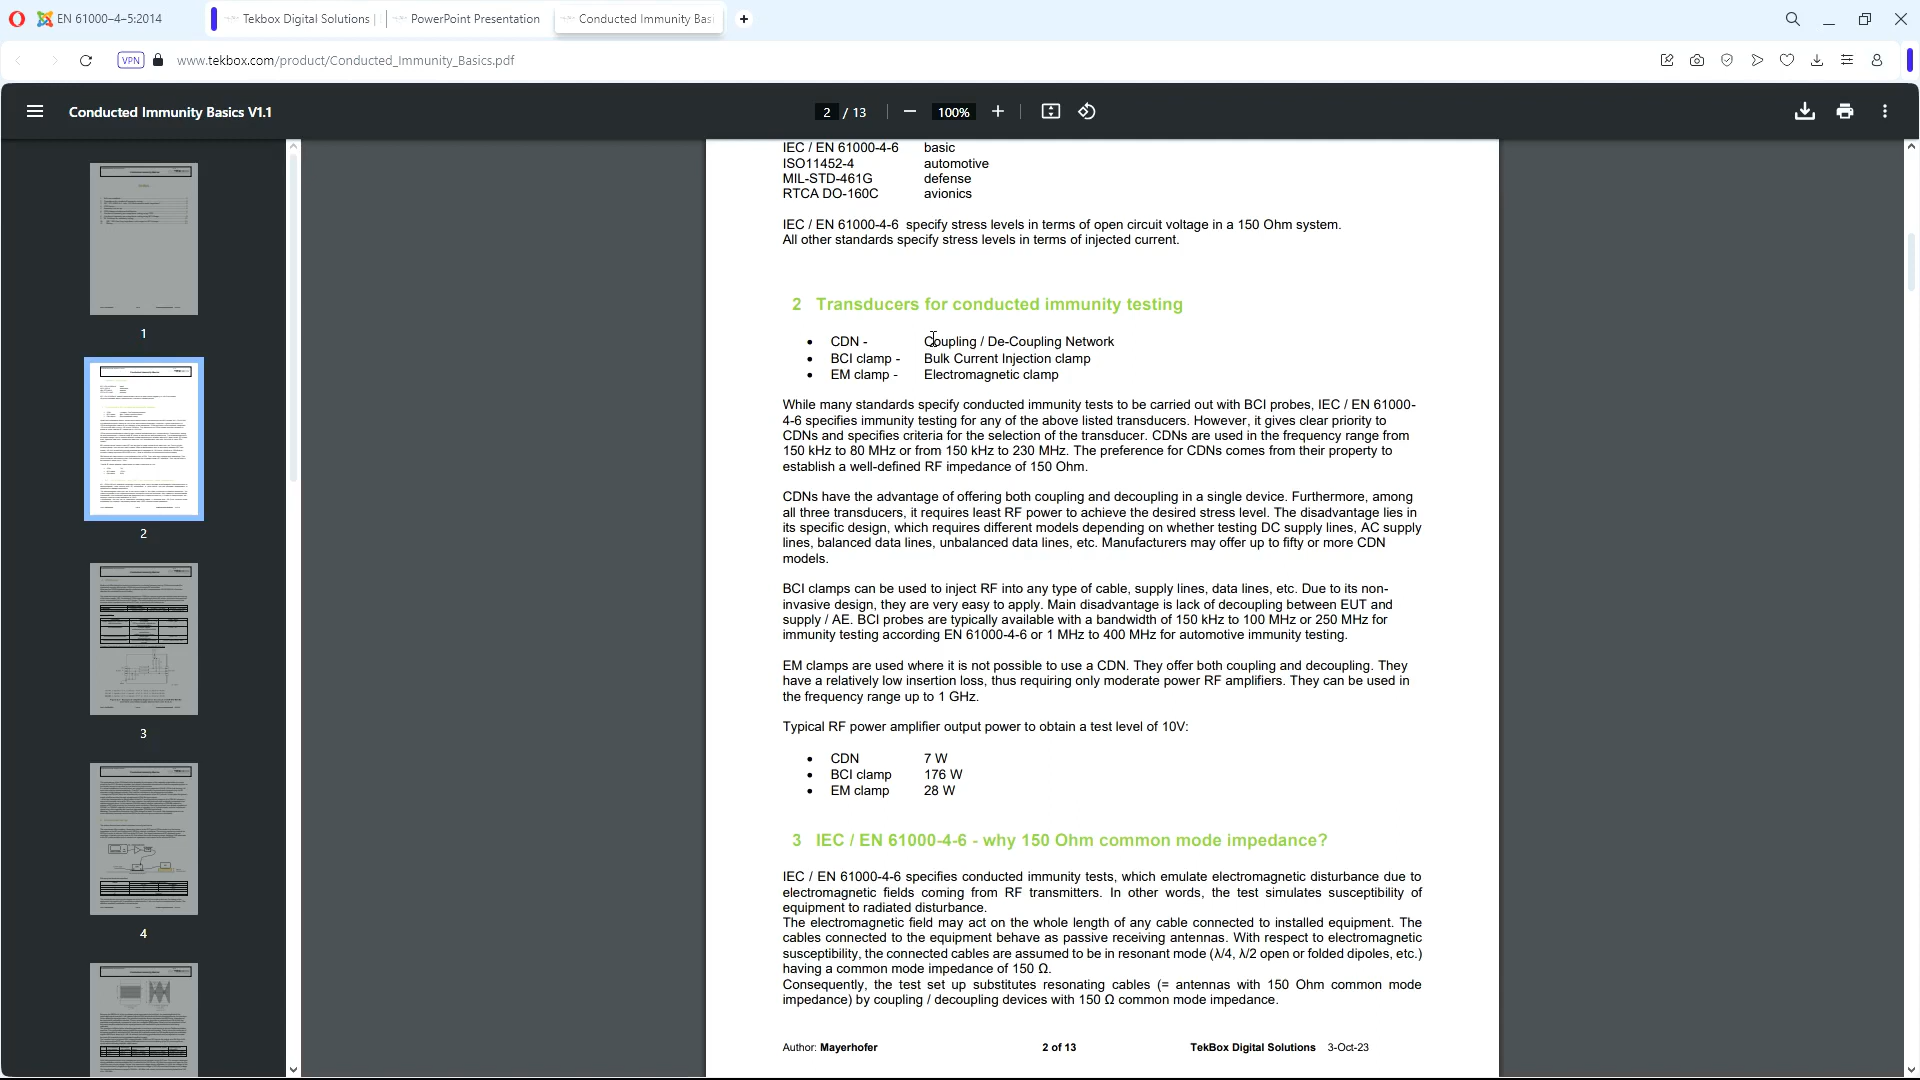 EN 61000-4-5:2014
Tekbox Digital Solutions
PowerPoint Presentation
Conducted Immunity Bas
VPN
www.tekbox.com/product/Conducted_Immunity_Basics.pdf
Conducted Immunity Basics V1.1
2 / 13
100%
1
2
3
4
IEC / EN 61000-4-6 basic
ISO11452-4 automotive
MIL-STD-461G defense
RTCA DO-160C avionics
IEC / EN 61000-4-6 specify stress levels in terms of open circuit voltage in a 150 Ohm system.
All other standards specify stress levels in terms of injected current.
2 Transducers for conducted immunity testing
• CDN - Coupling / De-Coupling Network
• BCI clamp - Bulk Current Injection clamp
• EM clamp - Electromagnetic clamp
While many standards specify conducted immunity tests to be carried out with BCI probes, IEC / EN 61000-
4-6 specifies immunity testing for any of the above listed transducers. However, it gives clear priority to
CDNs and specifies criteria for the selection of the transducer. CDNs are used in the frequency range from
150 kHz to 80 MHz or from 150 kHz to 230 MHz. The preference for CDNs comes from their property to
establish a well-defined RF impedance of 150 Ohm.
CDNs have the advantage of offering both coupling and decoupling in a single device. Furthermore, among
all three transducers, it requires least RF power to achieve the desired stress level. The disadvantage lies in
its specific design, which requires different models depending on whether testing DC supply lines, AC supply
lines, balanced data lines, unbalanced data lines, etc. Manufacturers may offer up to fifty or more CDN
models.
BCI clamps can be used to inject RF into any type of cable, supply lines, data lines, etc. Due to its non-
invasive design, they are very easy to apply. Main disadvantage is lack of decoupling between EUT and
supply / AE. BCI probes are typically available with a bandwidth of 150 kHz to 100 MHz or 250 MHz for
immunity testing according EN 61000-4-6 or 1 MHz to 400 MHz for automotive immunity testing.
EM clamps are used where it is not possible to use a CDN. They offer both coupling and decoupling. They
have a relatively low insertion loss, thus requiring only moderate power RF amplifiers. They can be used in
the frequency range up to 1 GHz.
Typical RF power amplifier output power to obtain a test level of 10V:
• CDN 7 W
• BCI clamp 176 W
• EM clamp 28 W
3 IEC / EN 61000-4-6 - why 150 Ohm common mode impedance?
IEC / EN 61000-4-6 specifies conducted immunity tests, which emulate electromagnetic disturbance due to
electromagnetic fields coming from RF transmitters. In other words, the test simulates susceptibility of
equipment to radiated disturbance.
The electromagnetic field may act on the whole length of any cable connected to installed equipment. The
cables connected to the equipment behave as passive receiving antennas. With respect to electromagnetic
susceptibility, the connected cables are assumed to be in resonant mode (λ/4, λ/2 open or folded dipoles, etc.)
having a common mode impedance of 150 Ω.
Consequently, the test set up substitutes resonating cables (= antennas with 150 Ohm common mode
impedance) by coupling / decoupling devices with 150 Ω common mode impedance.
Author: Mayerhofer 2 of 13 TekBox Digital Solutions 3-Oct-23